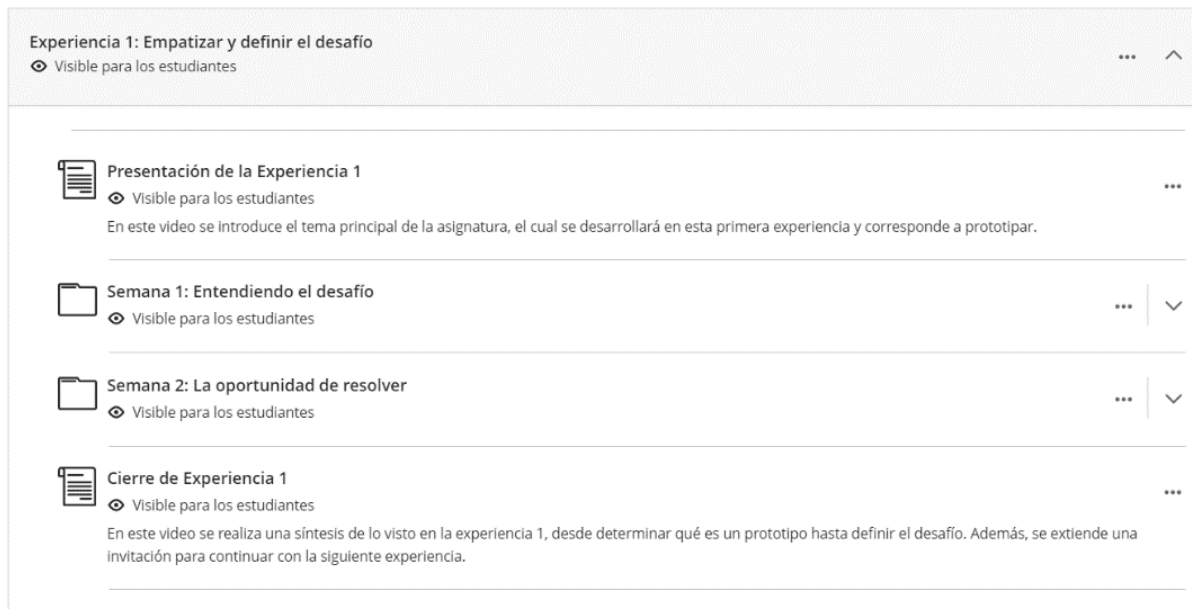 Experiencia 1: Empatizar y definir el desafío
Visible para los estudiantes
Presentación de la Experiencia 1
Visible para los estudiantes
En este video se introduce el tema principal de la asignatura, el cual se desarrollará en esta primera experiencia y corresponde a prototipar.
Semana 1: Entendiendo el desafío
Visible para los estudiantes
Semana 2: La oportunidad de resolver
Visible para los estudiantes
Cierre de Experiencia 1
Visible para los estudiantes
En este video se realiza una síntesis de lo visto en la experiencia 1, desde determinar qué es un prototipo hasta definir el desafío. Además, se extiende una
invitación para continuar con la siguiente experiencia.